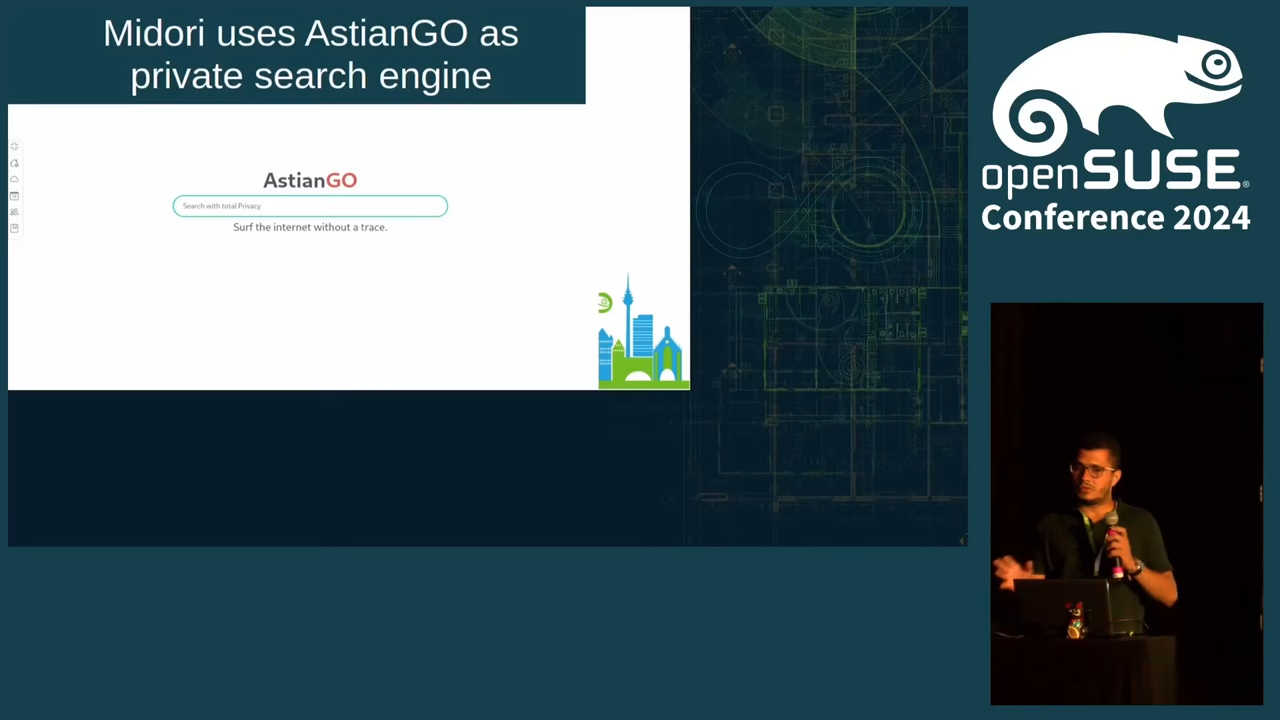 Midori uses AstianGO as
private search engine
AstianGO
Search with total Privacy
Surf the internet without a trace.
openSUSE®
Conference 2024